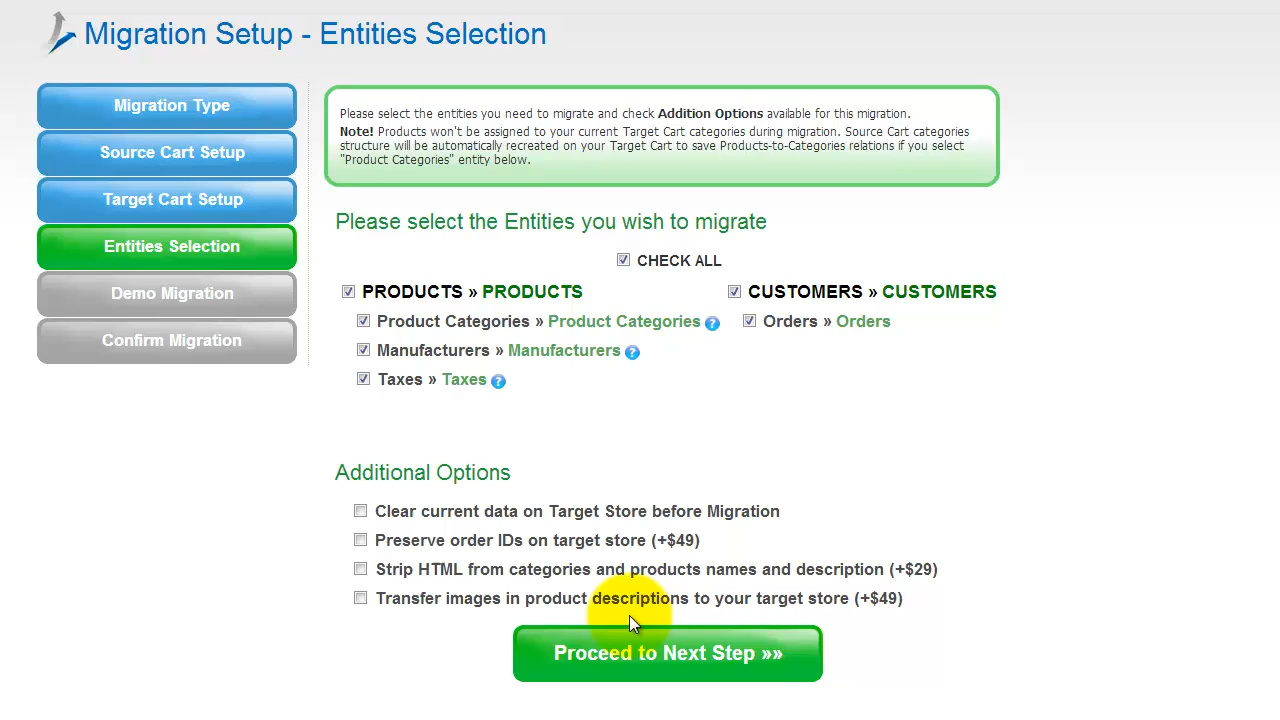 Migration Setup - Entities Selection
Migration Type
Source Cart Setup
Target Cart Setup
Entities Selection
Demo Migration
Confirm Migration
Please select the entities you need to migrate and check Addition Options available for this migration.
Note! Products won't be assigned to your current Target Cart categories during migration. Source Cart categories
structure will be automatically recreated on your Target Cart to save Products-to-Categories relations if you select
"Product Categories" entity below.
Please select the Entities you wish to migrate
CHECK ALL
PRODUCTS » PRODUCTS
Product Categories » Product Categories ?
Manufacturers » Manufacturers ?
Taxes » Taxes ?
CUSTOMERS » CUSTOMERS
Orders » Orders
Additional Options
Clear current data on Target Store before Migration
Preserve order IDs on target store (+$49)
Strip HTML from categories and products names and description (+$29)
Transfer images in product descriptions to your target store (+$49)
Proceed to Next Step »»